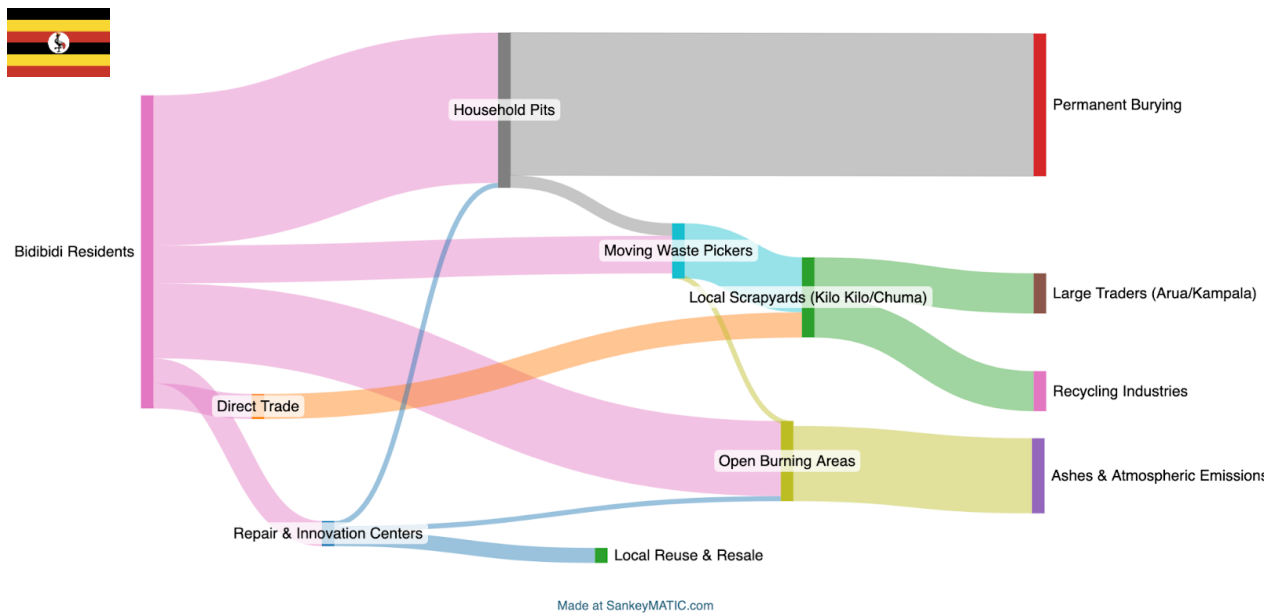 Household Pits
Permanent Burying
Bidibidi Residents
Moving Waste Pickers
Local Scrapyards (Kilo Kilo/Chuma)
Large Traders (Arua/Kampala)
Recycling Industries
Direct Trade
Open Burning Areas
Ashes & Atmospheric Emissions
Repair & Innovation Centers
Local Reuse & Resale
Made at SankeyMATIC.com